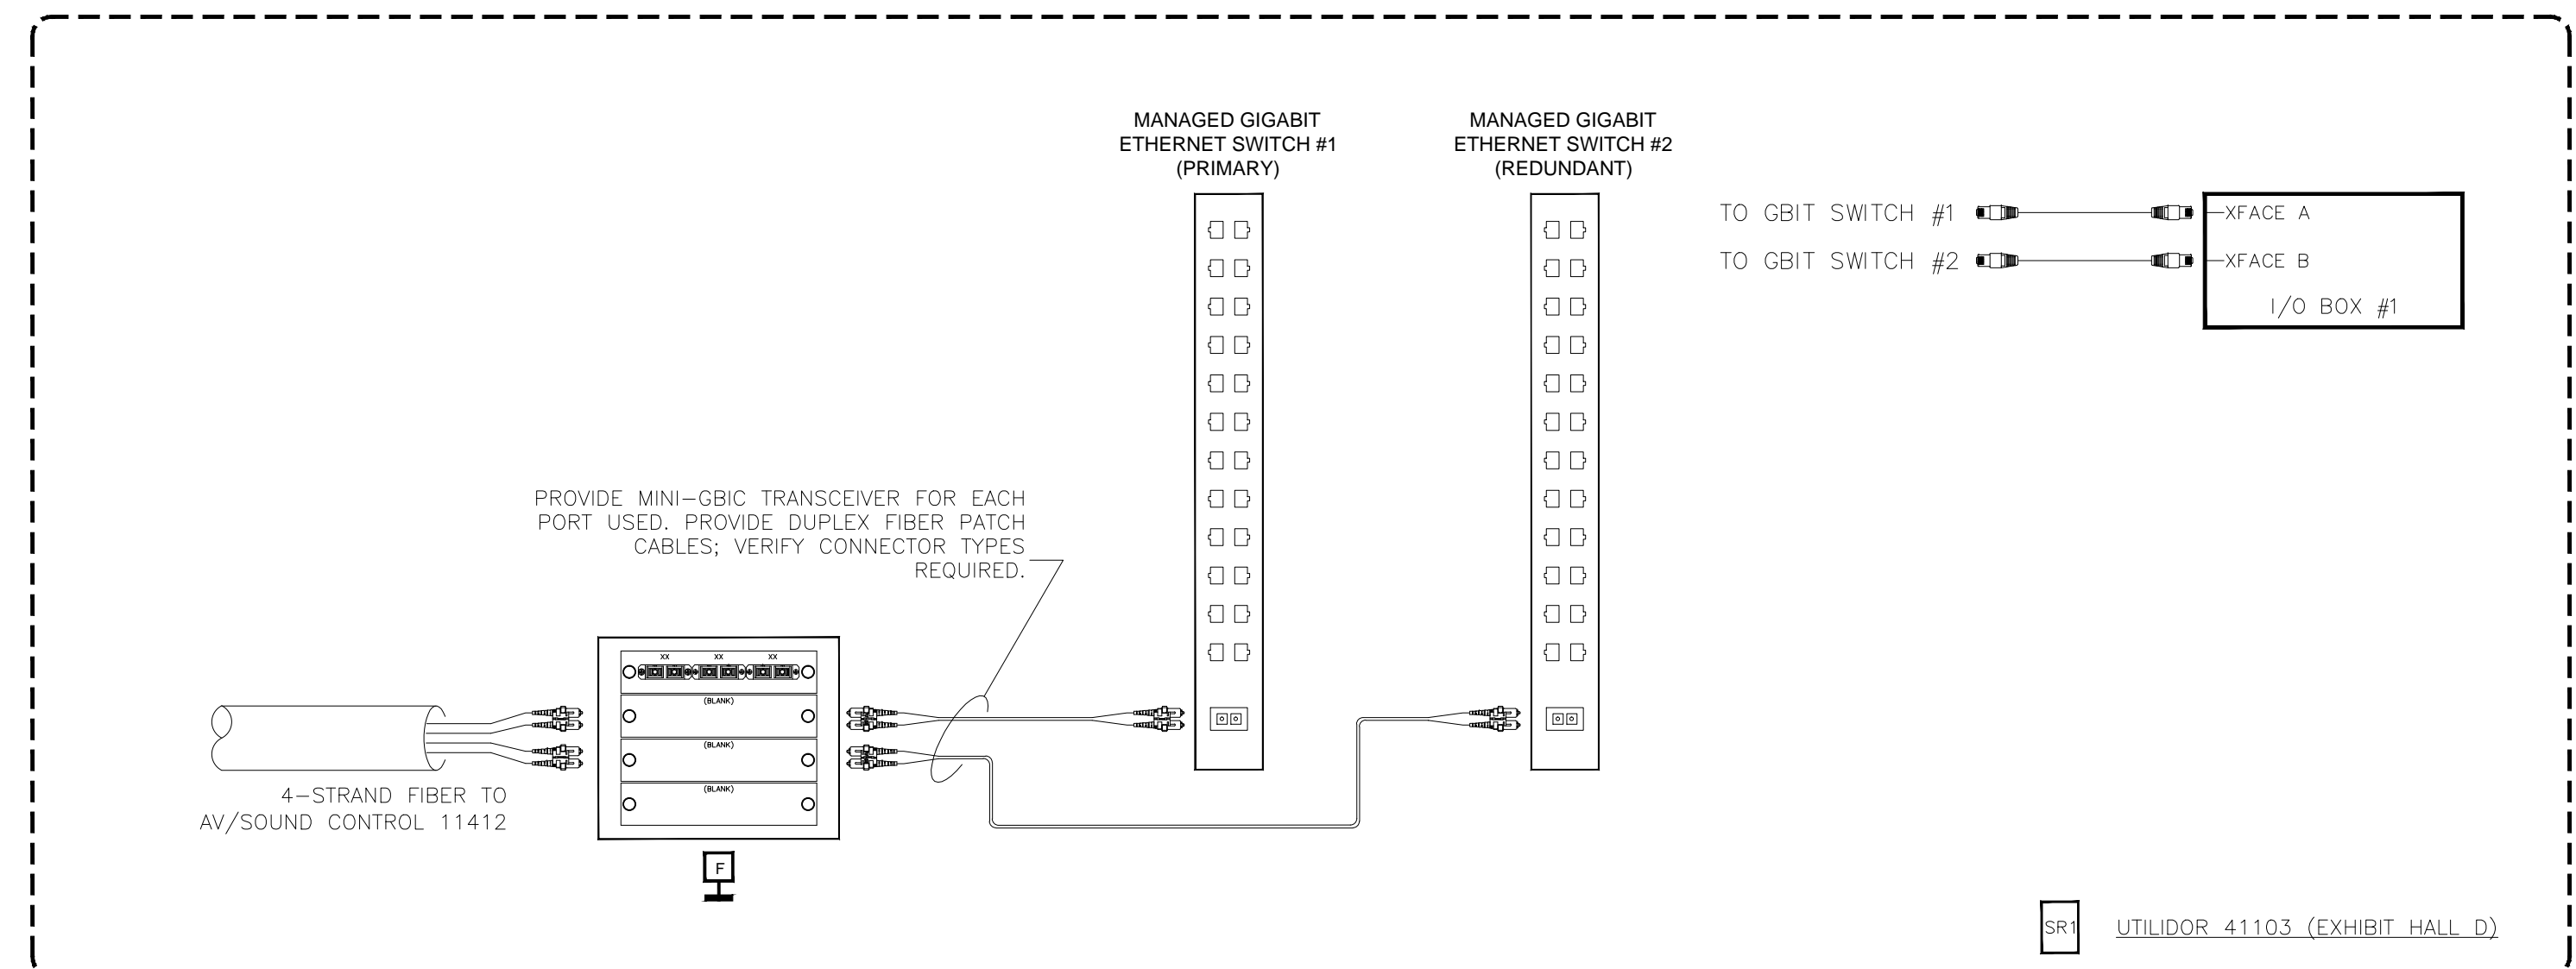 MANAGED GIGABIT
ETHERNET SWITCH #1
(PRIMARY)
MANAGED GIGABIT
ETHERNET SWITCH #2
(REDUNDANT)
TO GBIT SWITCH #1
XFACE A
TO GBIT SWITCH #2
XFACE B
I/O BOX #1
PROVIDE MINI-GBIC TRANSCEIVER FOR EACH
PORT USED. PROVIDE DUPLEX FIBER PATCH
CABLES; VERIFY CONNECTOR TYPES
REQUIRED.
XX XX XX
(BLANK)
(BLANK)
(BLANK)
4-STRAND FIBER TO
AV/SOUND CONTROL 11412
F
SR1
UTILIDOR 41103 (EXHIBIT HALL D)